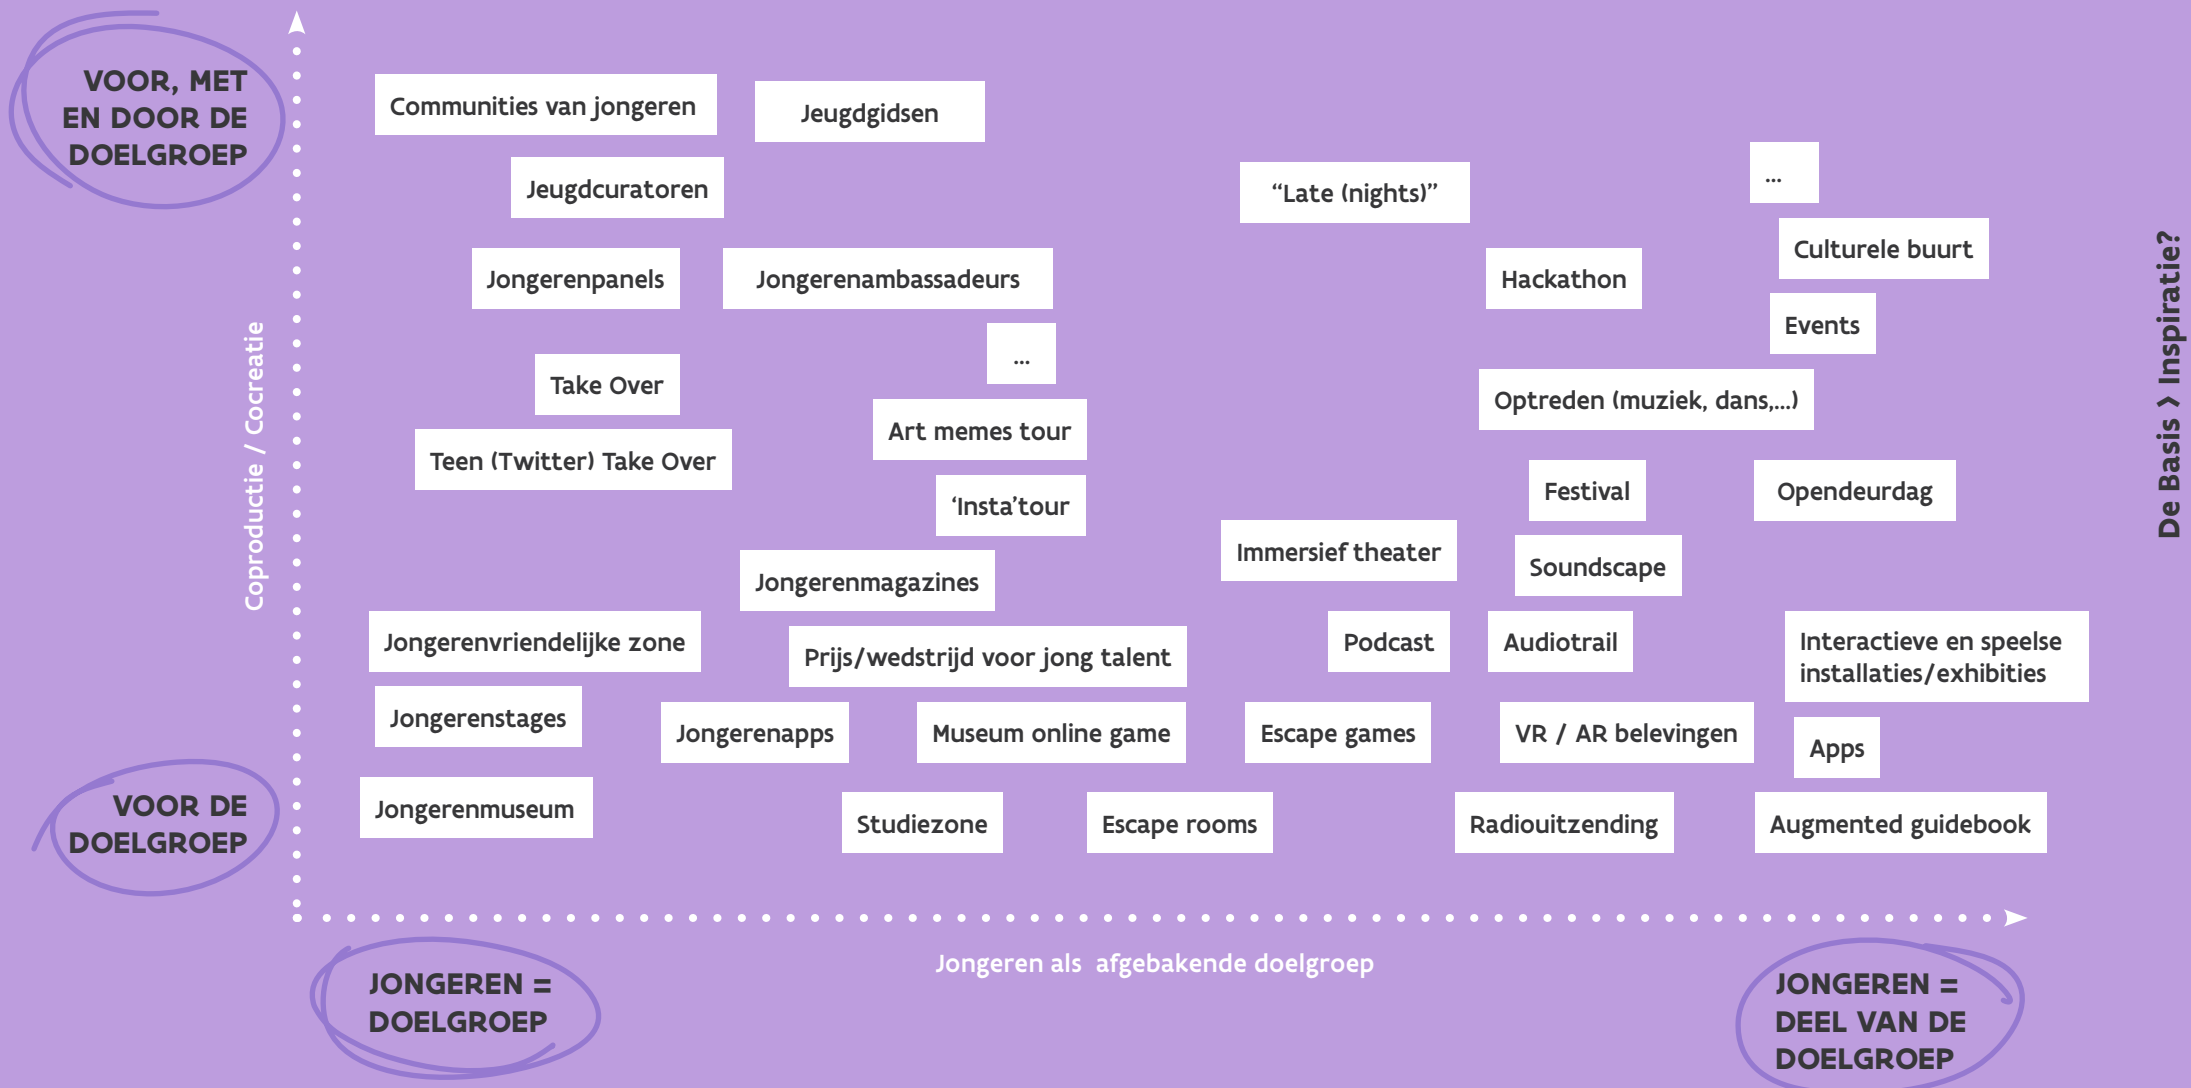 VOOR, MET
EN DOOR DE
DOELGROEP
Communities van jongeren
Jeugdgidsen
Jeugdcuratoren
“Late (nights)”
...
Culturele buurt
Jongerenpanels
Jongerenambassadeurs
Hackathon
Events
...
Take Over
Optreden (muziek, dans,...)
Art memes tour
Teen (Twitter) Take Over
Festival
Opendeurdag
‘Insta’tour
Immersief theater
Soundscape
Jongerenmagazines
Jongerenvriendelijke zone
Prijs/wedstrijd voor jong talent
Podcast
Audiotrail
Interactieve en speelse
installaties/exhibities
Jongerenstages
Jongerenapps
Museum online game
Escape games
VR / AR belevingen
Apps
Jongerenmuseum
Studiezone
Escape rooms
Radiouitzending
Augmented guidebook
Coproductie / Cocreatie
VOOR DE
DOELGROEP
JONGEREN =
DOELGROEP
Jongeren als afgebakende doelgroep
JONGEREN =
DEEL VAN DE
DOELGROEP
De Basis > Inspiratie?